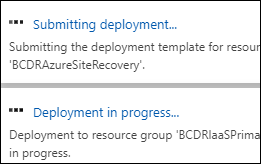 Submitting deployment...
Submitting the deployment template for resour
'BCDRAzureSiteRecovery'.
Deployment in progress...
Deployment to resource group 'BCDRIaaSPrima
in progress.